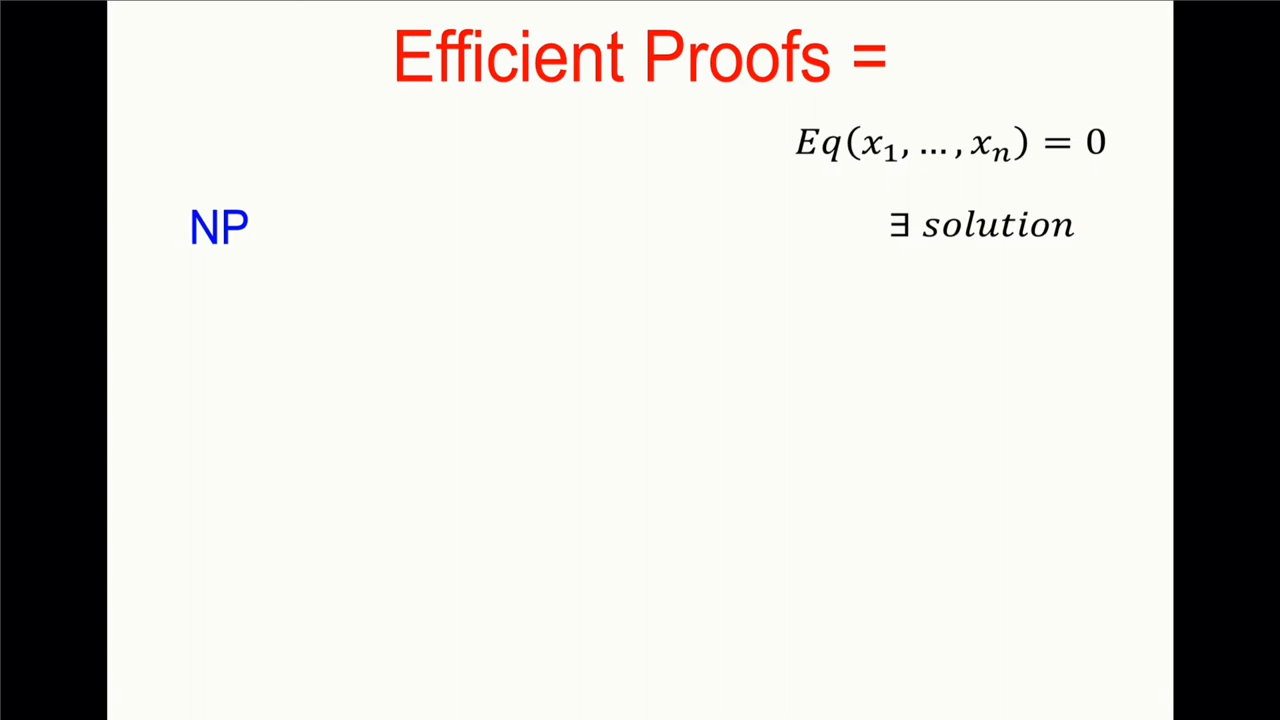 Efficient Proofs =
Eq(x₁, …, xₙ) = 0
NP
∃ solution